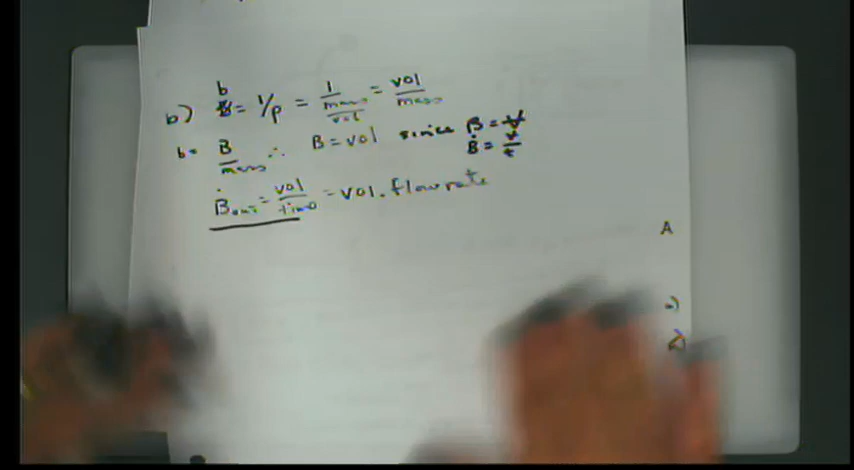 b
b) b = 1/ρ = 1/(mass/vol) = vol/mass
b = B/mass ∴ B = vol since B = V
Ḃ = V/t
Ḃout = vol/time = vol. flow rate
A